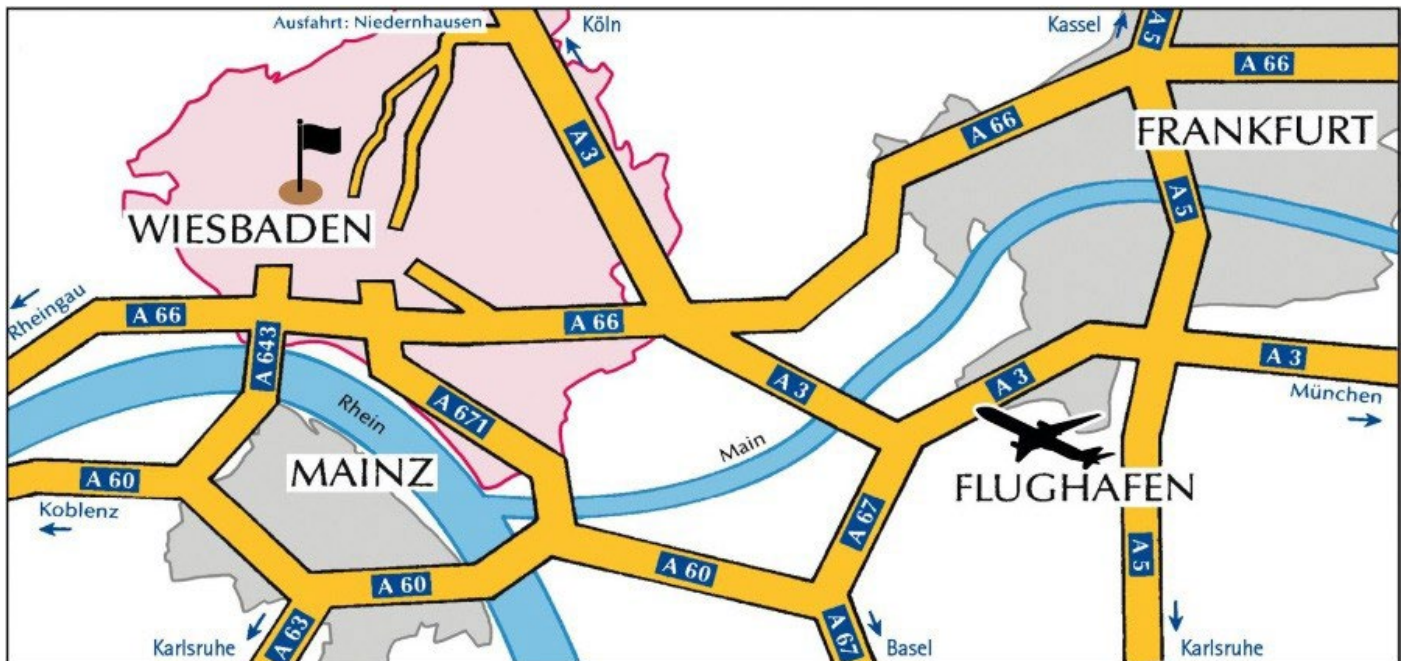 Ausfahrt: Niedernhausen
Köln
Kassel
A 5
A 66
A 66
FRANKFURT
A 3
A 5
WIESBADEN
Rheingau
A 66
A 643
A 66
A 3
A 3
A 3
München
Rhein
A 671
Main
MAINZ
A 60
Koblenz
FLUGHAFEN
A 67
A 5
A 60
A 60
Karlsruhe
A 63
A 67
Basel
Karlsruhe